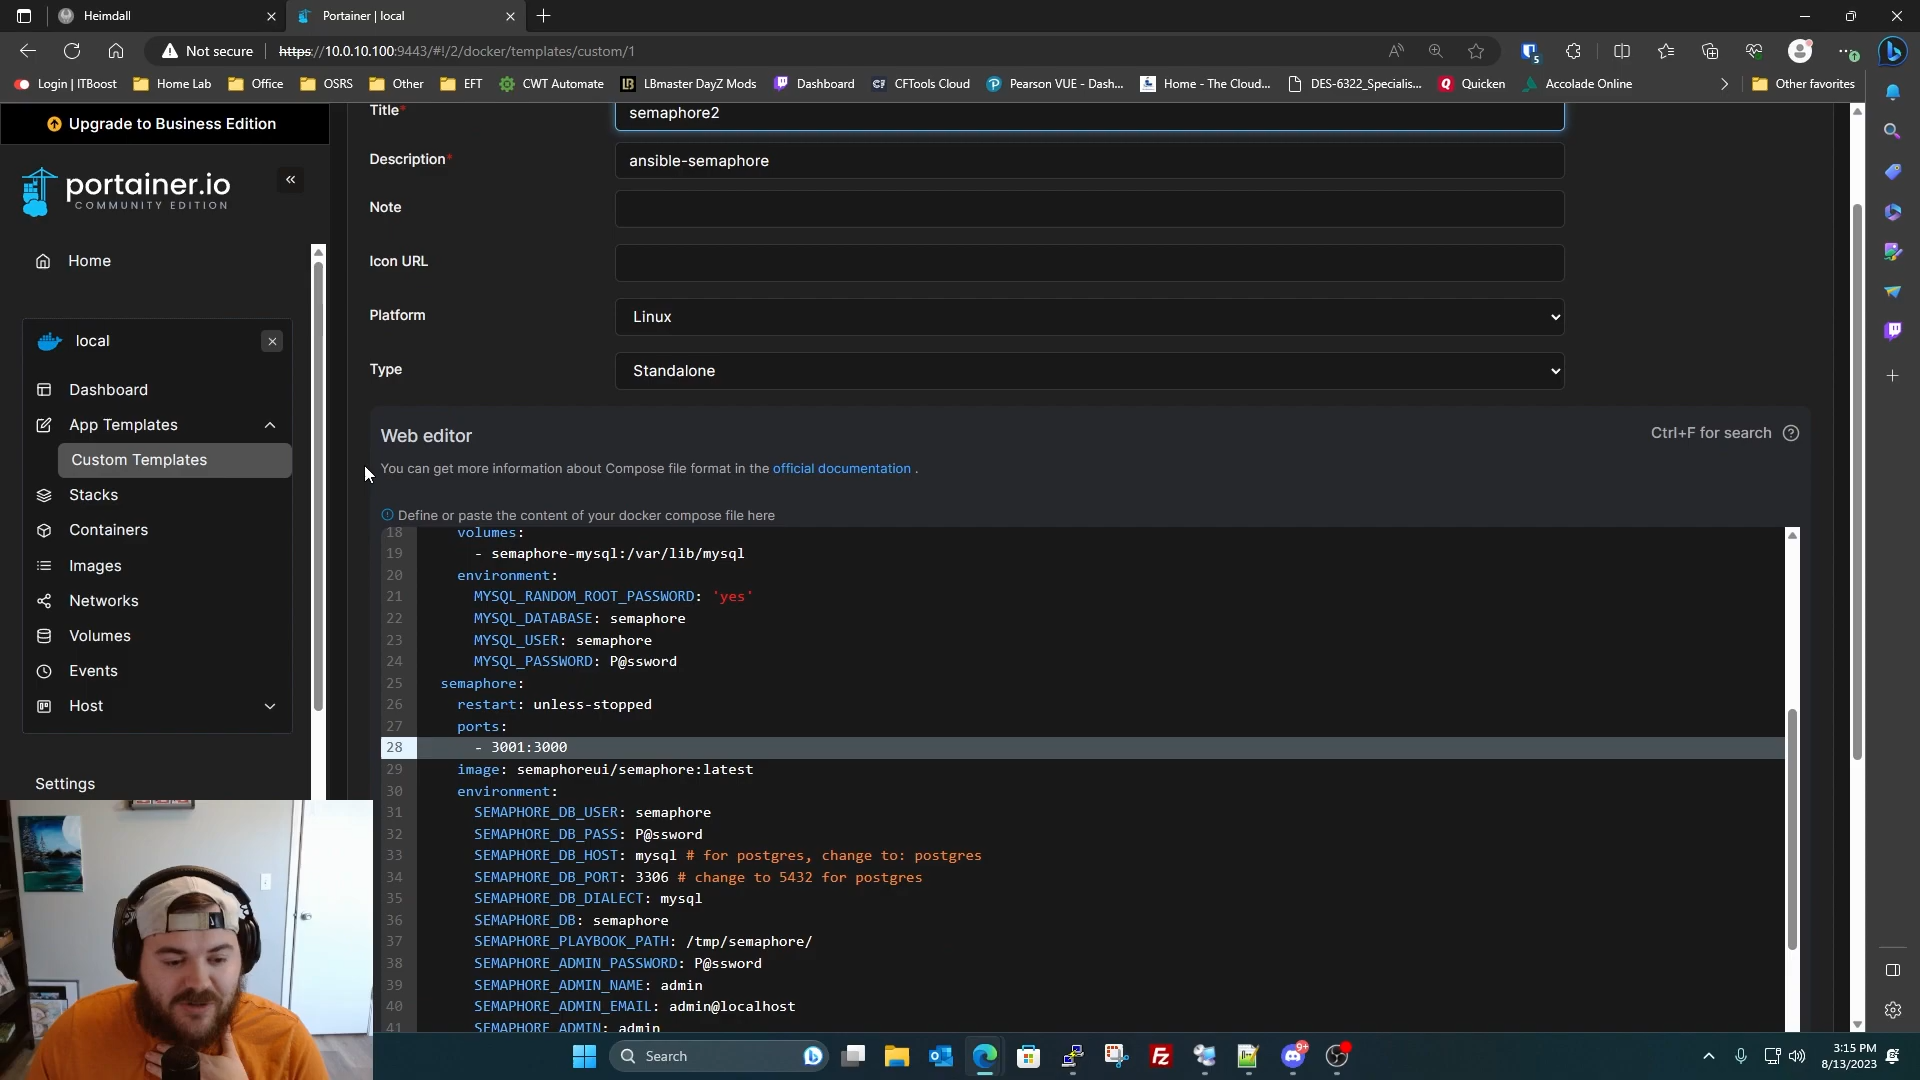 Heimdall
Portainer | local
Not secure
https://10.0.10.100:9443/#!/2/docker/templates/custom/1
Login | ITBoost
Home Lab
Office
OSRS
Other
EFT
CWT Automate
LBmaster DayZ Mods
Dashboard
CFTools Cloud
Pearson VUE - Dash...
Home - The Cloud...
DES-6322_Specialis...
Quicken
Accolade Online
Other favorites
Upgrade to Business Edition
portainer.io
COMMUNITY EDITION
Home
local
Dashboard
App Templates
Custom Templates
Stacks
Containers
Images
Networks
Volumes
Events
Host
Settings
Title*
semaphore2
Description*
ansible-semaphore
Note
Icon URL
Platform
Linux
Type
Standalone
Web editor
Ctrl+F for search
You can get more information about Compose file format in the official documentation .
Define or paste the content of your docker compose file here
18 volumes:
19 - semaphore-mysql:/var/lib/mysql
20 environment:
21 MYSQL_RANDOM_ROOT_PASSWORD: 'yes'
22 MYSQL_DATABASE: semaphore
23 MYSQL_USER: semaphore
24 MYSQL_PASSWORD: P@ssword
25 semaphore:
26 restart: unless-stopped
27 ports:
28 - 3001:3000
29 image: semaphoreui/semaphore:latest
30 environment:
31 SEMAPHORE_DB_USER: semaphore
32 SEMAPHORE_DB_PASS: P@ssword
33 SEMAPHORE_DB_HOST: mysql # for postgres, change to: postgres
34 SEMAPHORE_DB_PORT: 3306 # change to 5432 for postgres
35 SEMAPHORE_DB_DIALECT: mysql
36 SEMAPHORE_DB: semaphore
37 SEMAPHORE_PLAYBOOK_PATH: /tmp/semaphore/
38 SEMAPHORE_ADMIN_PASSWORD: P@ssword
39 SEMAPHORE_ADMIN_NAME: admin
40 SEMAPHORE_ADMIN_EMAIL: admin@localhost
41 SEMAPHORE_ADMIN: admin
Search
3:15 PM
8/13/2023